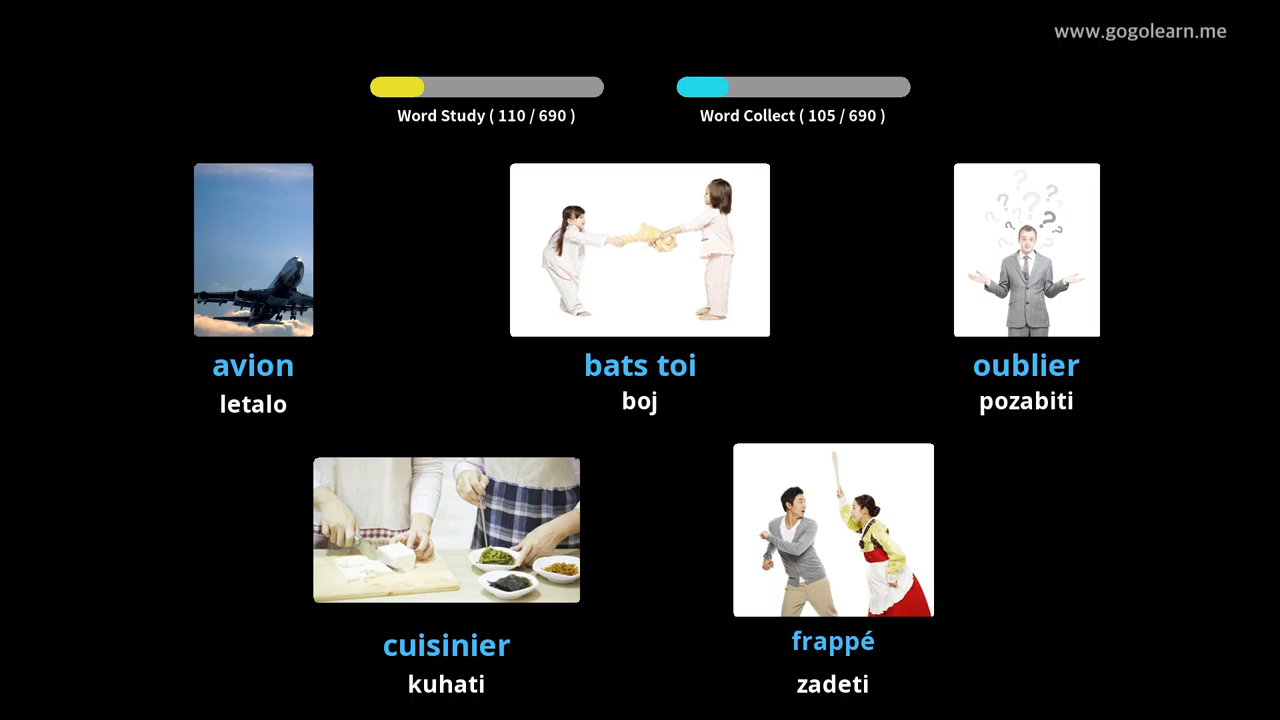 www.gogolearn.me
Word Study ( 110 / 690 )
Word Collect ( 105 / 690 )
avion
letalo
bats toi
boj
oublier
pozabiti
cuisinier
kuhati
frappé
zadeti